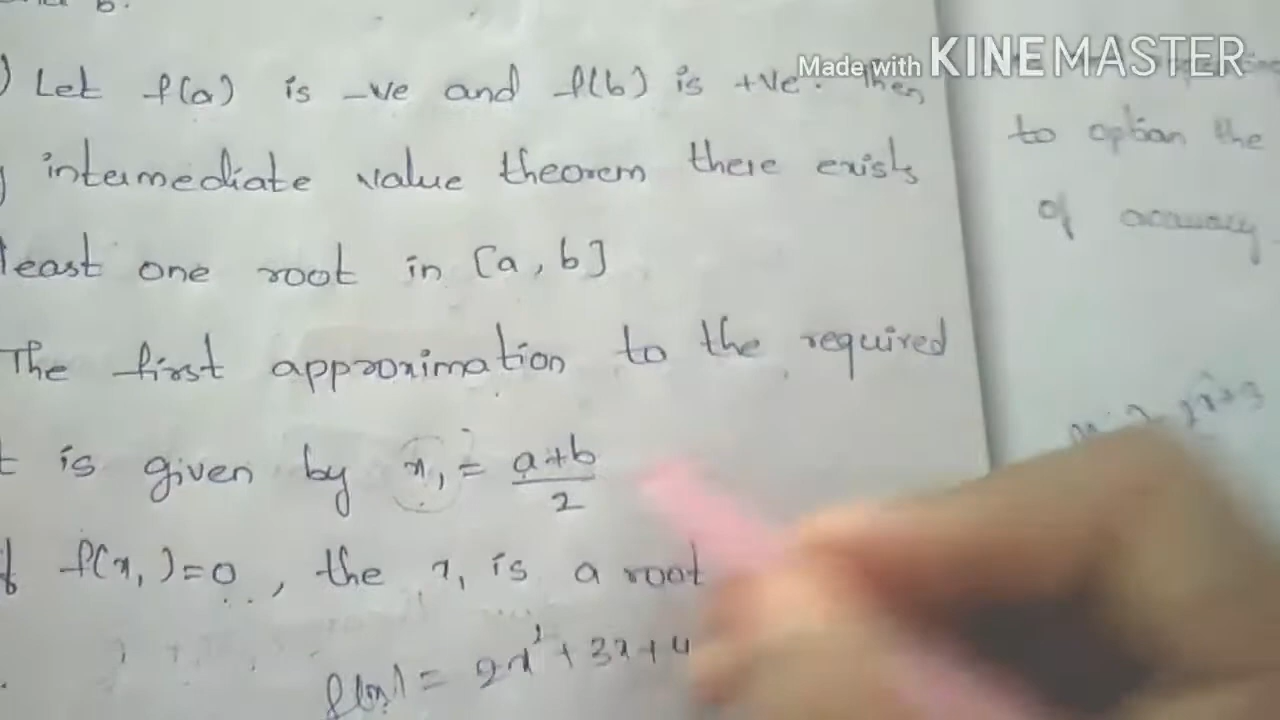 b.
) Let f(a) is -ve and f(b) is +ve. Then
intermediate value theorem there exists
least one root in [a, b]
The first approximation to the required
t is given by x₁ = a+b/2
f(x₁)=0, the x₁ is a root
f(x) = 2x² + 3x + 4
Made with KINEMASTER
to option the
of accuracy